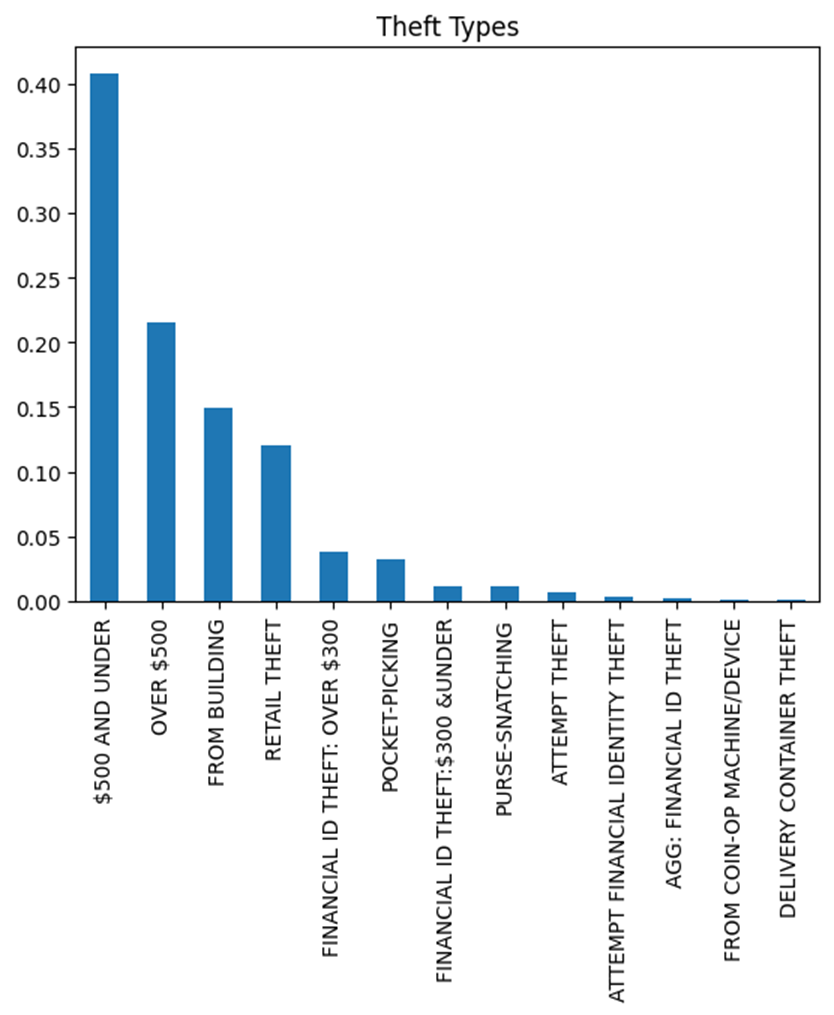 Theft Types
0.40
0.35
0.30
0.25
0.20
0.15
0.10
0.05
0.00
$500 AND UNDER
OVER $500
FROM BUILDING
RETAIL THEFT
FINANCIAL ID THEFT: OVER $300
POCKET-PICKING
FINANCIAL ID THEFT:$300 &UNDER
PURSE-SNATCHING
ATTEMPT THEFT
ATTEMPT FINANCIAL IDENTITY THEFT
AGG: FINANCIAL ID THEFT
FROM COIN-OP MACHINE/DEVICE
DELIVERY CONTAINER THEFT